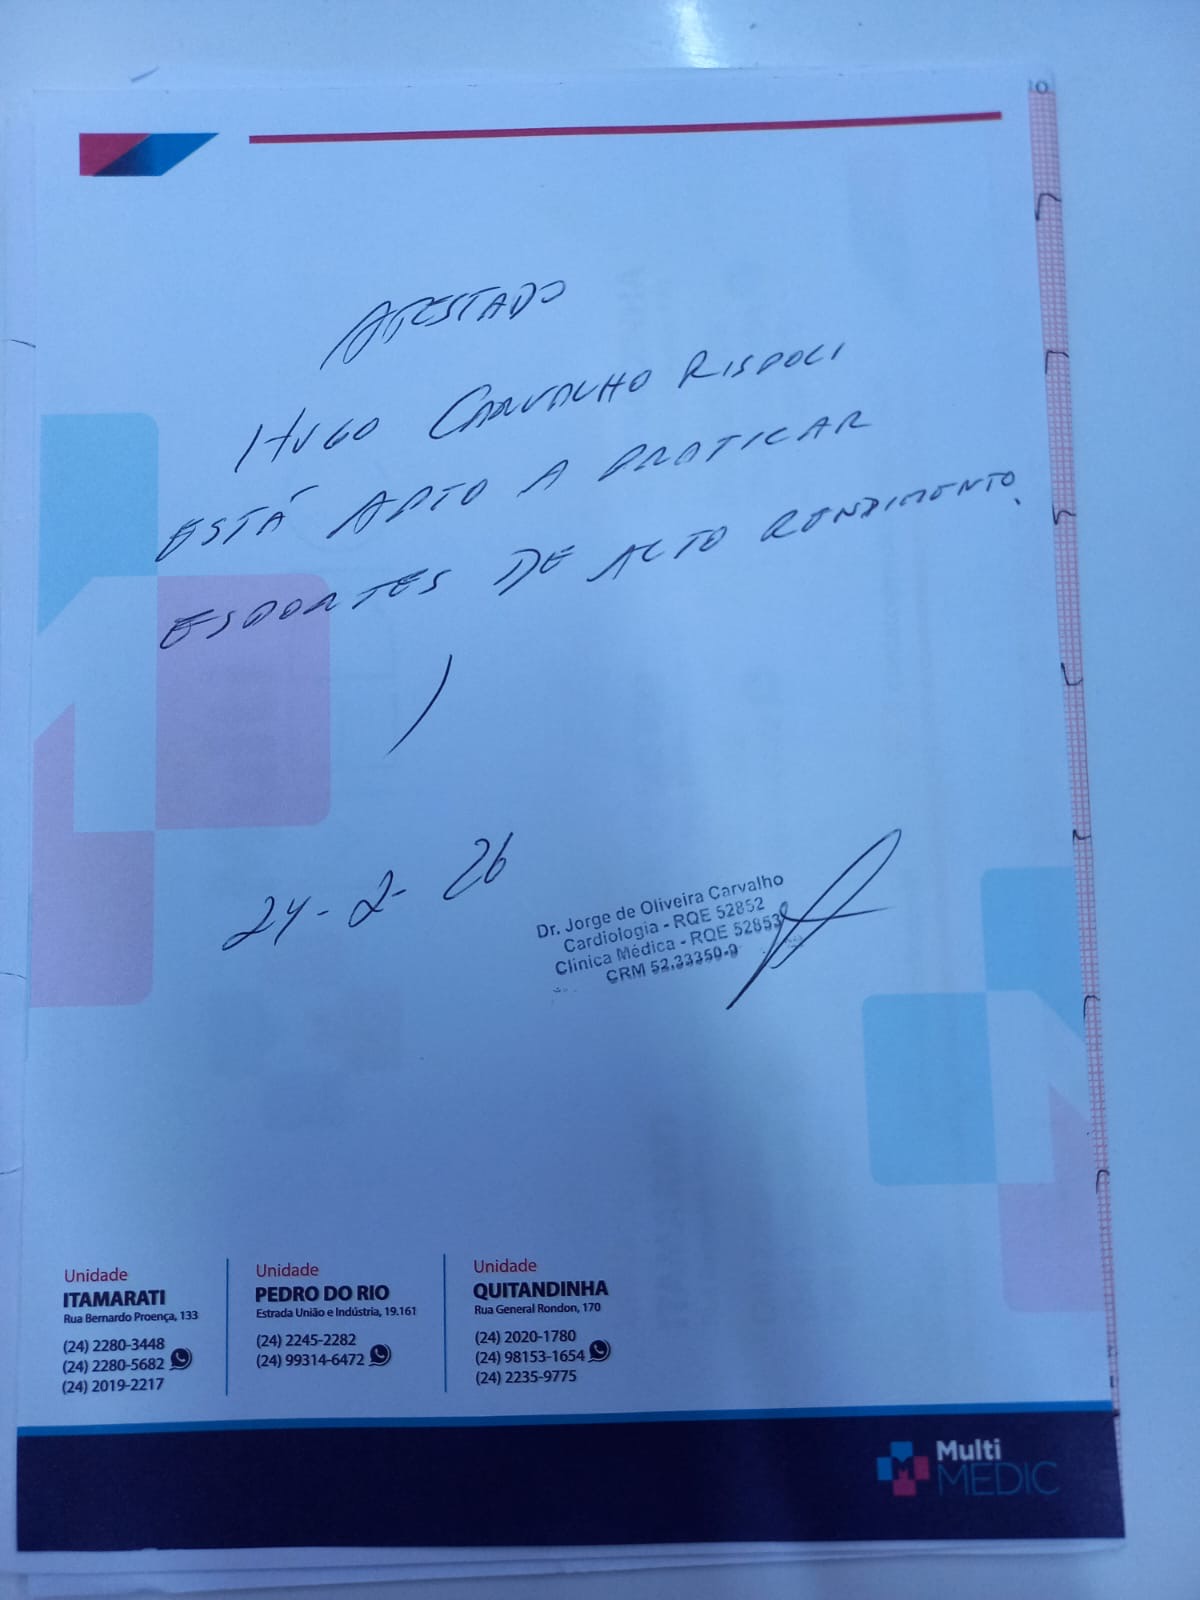 ATESTADO
HUGO CARVALHO RISPOLI
ESTÁ APTO A PRATICAR
ESPORTES DE ALTO RENDIMENTO.
24-2-26
Dr. Jorge de Oliveira Carvalho
Cardiologia - RQE 52852
Clínica Médica - RQE 52853
CRM 52.33350-9
Unidade
ITAMARATI
Rua Bernardo Proença, 133
(24) 2280-3448
(24) 2280-5682
(24) 2019-2217
Unidade
PEDRO DO RIO
Estrada União e Indústria, 19.161
(24) 2245-2282
(24) 99314-6472
Unidade
QUITANDINHA
Rua General Rondon, 170
(24) 2020-1780
(24) 98153-1654
(24) 2235-9775
Multi
MEDIC